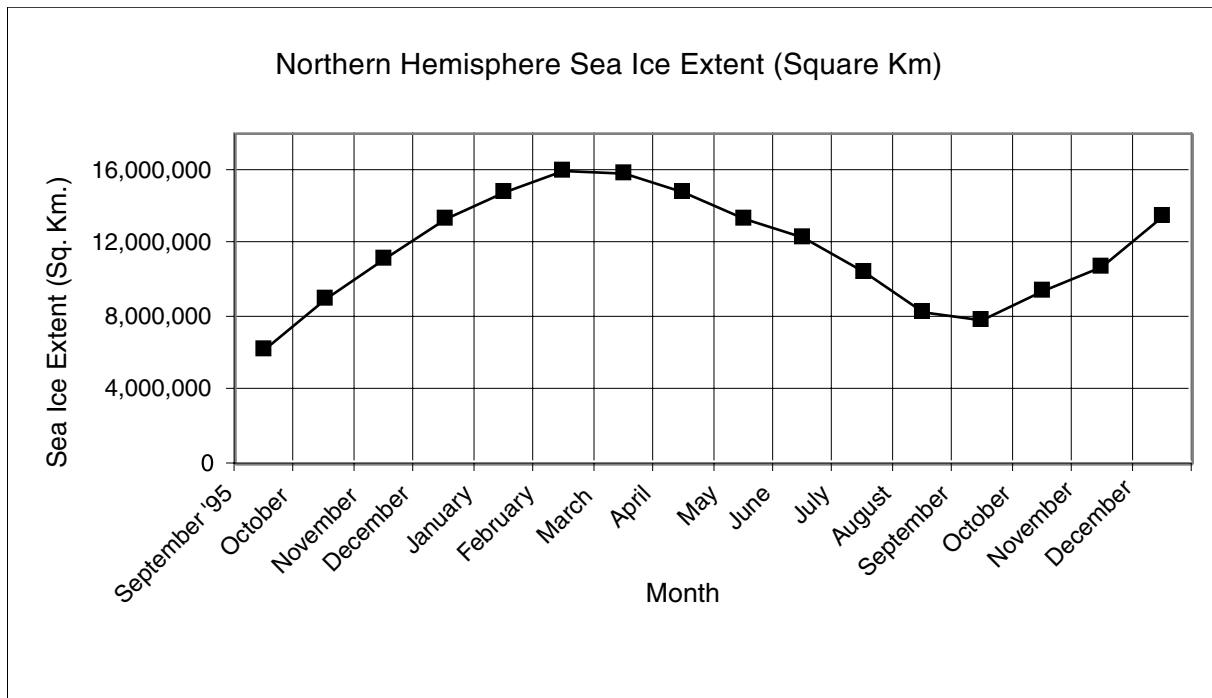 Northern Hemisphere Sea Ice Extent (Square Km)
Sea Ice Extent (Sq. Km.)
16,000,000
12,000,000
8,000,000
4,000,000
0
September '95
October
November
December
January
February
March
April
May
June
July
August
September
October
November
December
Month